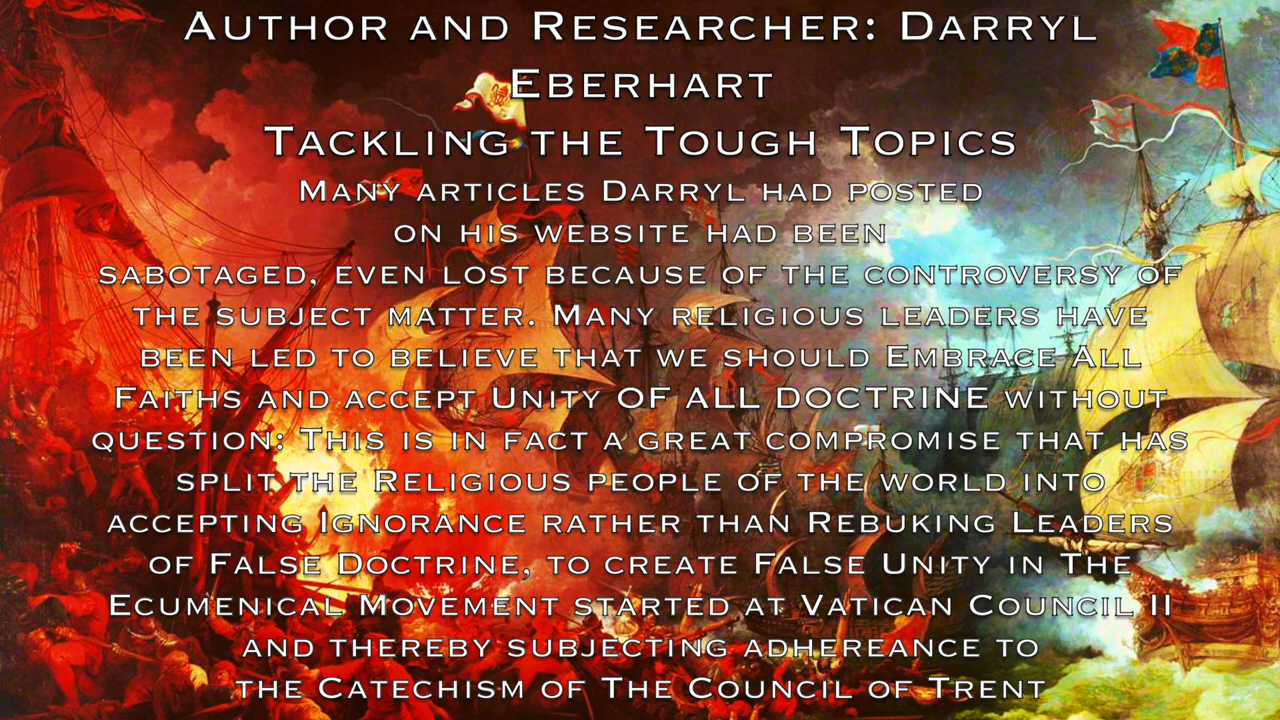 Author and Researcher: Darryl
Eberhart
Tackling the Tough Topics
Many articles Darryl had posted
on his website had been
sabotaged, even lost because of the controversy of
the subject matter. Many religious leaders have
been led to believe that we should Embrace All
Faiths and accept Unity OF ALL DOCTRINE without
question: This is in fact a great compromise that has
split the Religious people of the world into
accepting Ignorance rather than Rebuking Leaders
of False Doctrine, to create False Unity in The
Ecumenical Movement started at Vatican Council II
and thereby subjecting adhereance to
the Catechism of The Council of Trent